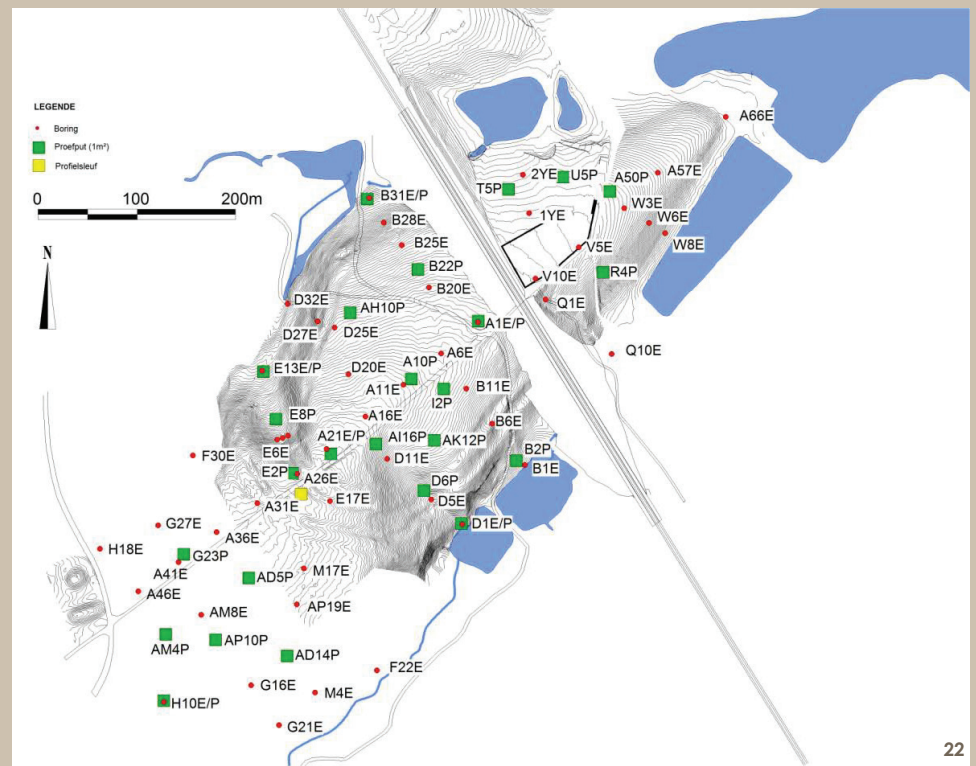 LEGENDE
Boring
Proefput (1m²)
Profielsleuf
0 100 200m
N
A66E
2YE
U5P
A50P
A57E
T5P
B31E/P
W3E
1YE
W6E
B28E
W8E
B25E
V5E
B22P
R4P
V10E
B20E
D32E
Q1E
AH10P
D27E
D25E
A1E/P
A6E
Q10E
A10P
E13E/P
D20E
A11E
B11E
I2P
E8P
A16E
B6E
A21E/P
AI16P
AK12P
E6E
B2P
F30E
D11E
B1E
E2P
A26E
D6P
D5E
E17E
A31E
D1E/P
G27E
A36E
H18E
G23P
A41E
M17E
AD5P
A46E
AP19E
AM8E
AM4P
AP10P
AD14P
F22E
G16E
M4E
H10E/P
G21E
22